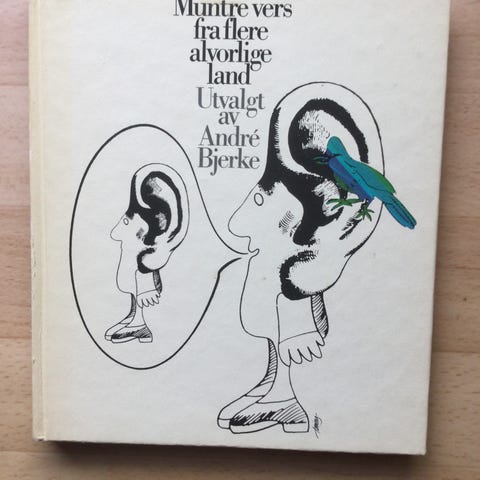 Muntre vers
fra flere
alvorlige
land
Utvalgt
av
André
Bjerke